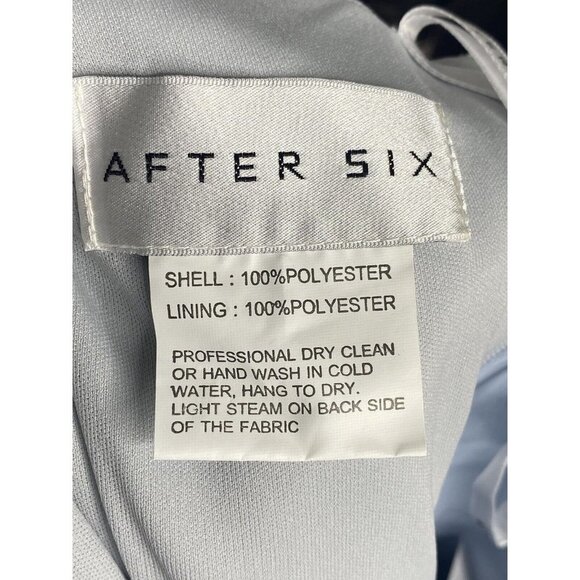 AFTER SIX
SHELL : 100%POLYESTER
LINING : 100%POLYESTER
PROFESSIONAL DRY CLEAN
OR HAND WASH IN COLD
WATER, HANG TO DRY.
LIGHT STEAM ON BACK SIDE
OF THE FABRIC